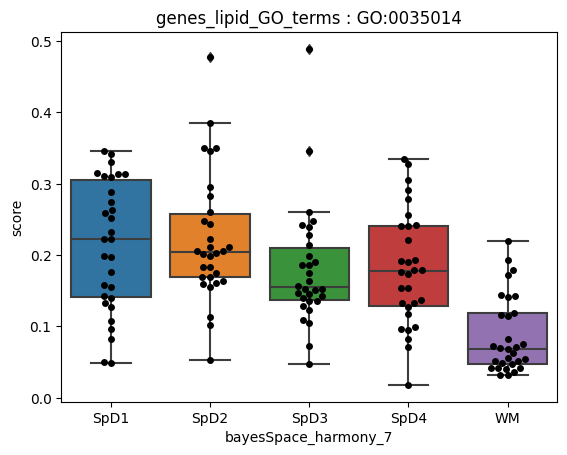 genes_lipid_GO_terms : GO:0035014
score
0.5
0.4
0.3
0.2
0.1
0.0
SpD1 SpD2 SpD3 SpD4 WM
bayesSpace_harmony_7